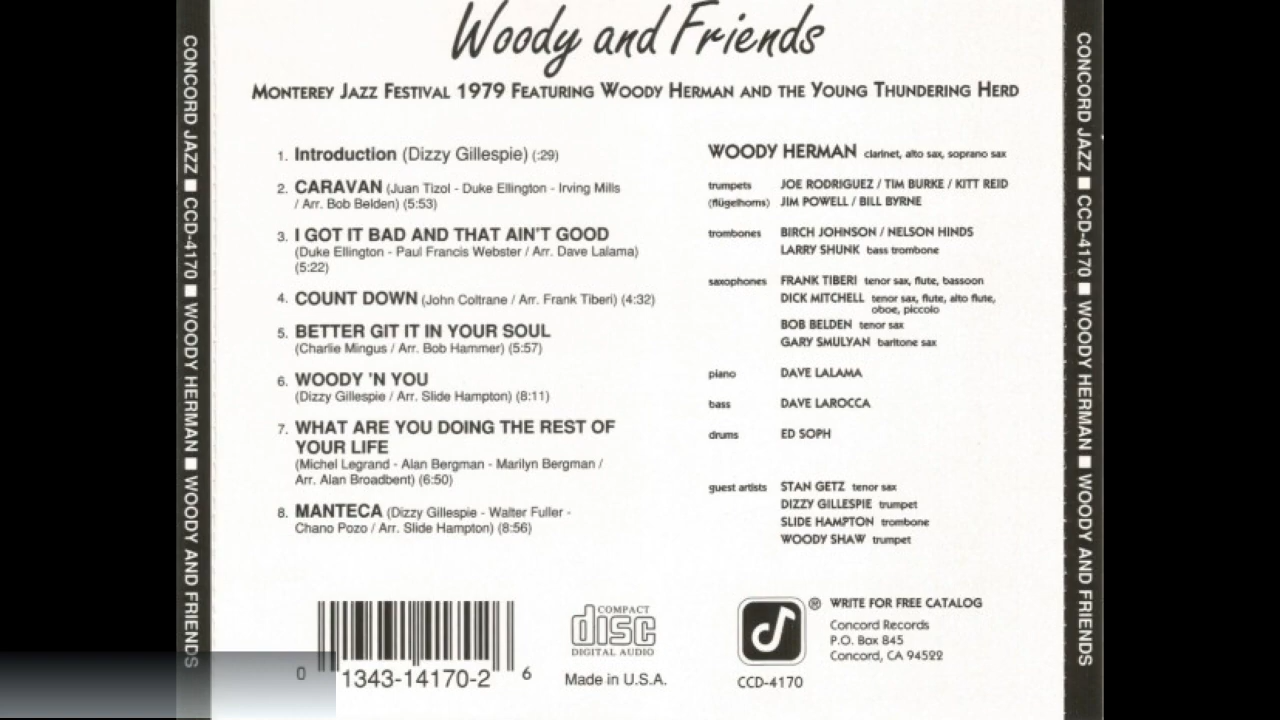 Woody and Friends
MONTEREY JAZZ FESTIVAL 1979 FEATURING WOODY HERMAN AND THE YOUNG THUNDERING HERD
1. Introduction (Dizzy Gillespie) (:29)
2. CARAVAN (Juan Tizol - Duke Ellington - Irving Mills
/ Arr. Bob Belden) (5:53)
3. I GOT IT BAD AND THAT AIN'T GOOD
(Duke Ellington - Paul Francis Webster / Arr. Dave Lalama)
(5:22)
4. COUNT DOWN (John Coltrane / Arr. Frank Tiberi) (4:32)
5. BETTER GIT IT IN YOUR SOUL
(Charlie Mingus / Arr. Bob Hammer) (5:57)
6. WOODY 'N YOU
(Dizzy Gillespie / Arr. Slide Hampton) (8:11)
7. WHAT ARE YOU DOING THE REST OF
YOUR LIFE
(Michel Legrand - Alan Bergman - Marilyn Bergman /
Arr. Alan Broadbent) (6:50)
8. MANTECA (Dizzy Gillespie - Walter Fuller -
Chano Pozo / Arr. Slide Hampton) (8:56)
WOODY HERMAN clarinet, alto sax, soprano sax
trumpets JOE RODRIGUEZ / TIM BURKE / KITT REID
(flügelhorns) JIM POWELL / BILL BYRNE
trombones BIRCH JOHNSON / NELSON HINDS
LARRY SHUNK bass trombone
saxophones FRANK TIBERI tenor sax, flute, bassoon
DICK MITCHELL tenor sax, flute, alto flute,
oboe, piccolo
BOB BELDEN tenor sax
GARY SMULYAN baritone sax
piano DAVE LALAMA
bass DAVE LAROCCA
drums ED SOPH
guest artists STAN GETZ tenor sax
DIZZY GILLESPIE trumpet
SLIDE HAMPTON trombone
WOODY SHAW trumpet
0 1343-14170-2 6
COMPACT
disc
DIGITAL AUDIO
Made in U.S.A.
® WRITE FOR FREE CATALOG
Concord Records
P.O. Box 845
Concord, CA 94522
CCD-4170
CONCORD JAZZ ■ CCD-4170 ■ WOODY HERMAN ■ WOODY AND FRIENDS
CONCORD JAZZ ■ CCD-4170 ■ WOODY HERMAN ■ WOODY AND FRIENDS